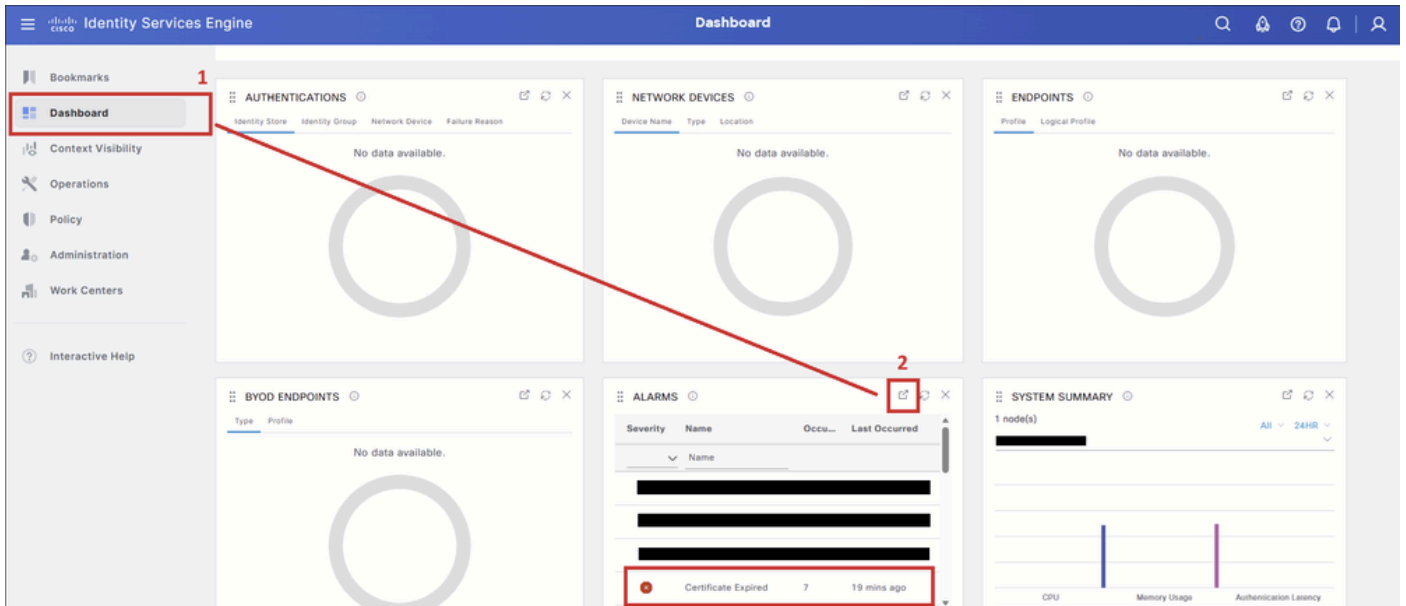 cisco Identity Services Engine
Dashboard
Bookmarks
1
Dashboard
Context Visibility
Operations
Policy
Administration
Work Centers
Interactive Help
AUTHENTICATIONS
Identity Store Identity Group Network Device Failure Reason
No data available.
NETWORK DEVICES
Device Name Type Location
No data available.
ENDPOINTS
Profile Logical Profile
No data available.
2
BYOD ENDPOINTS
Type Profile
No data available.
ALARMS
Severity Name Occu... Last Occurred
Name
Certificate Expired 7 19 mins ago
SYSTEM SUMMARY
1 node(s)
All 24HR
CPU Memory Usage Authentication Latency